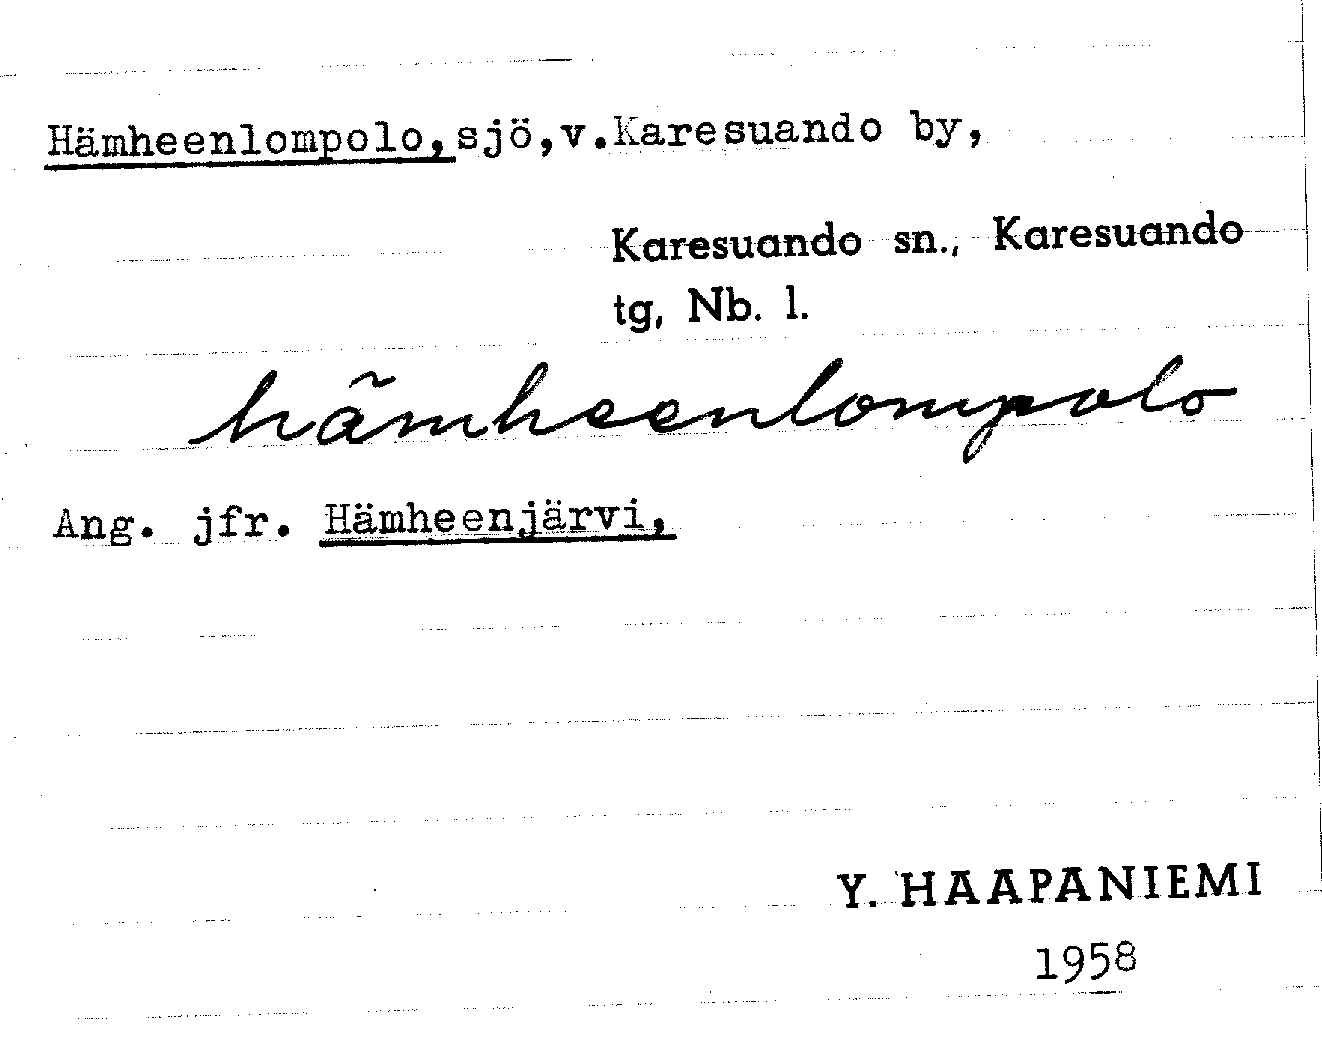 Hämheenlompolo, sjö,v.Karesuando by,
Karesuando sn., Karesuando
tg, Nb. l.
hämheenlompolo
Ang. jfr. Hämheenjärvi,
Y. HAAPANIEMI
1958